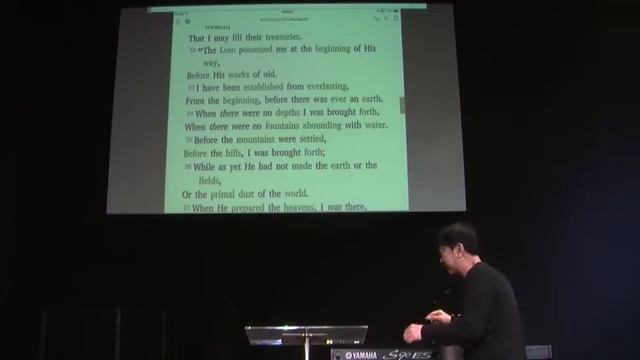 That I may fill their treasuries.
22 "The LORD possessed me at the beginning of His
way,
Before His works of old.
23 I have been established from everlasting,
From the beginning, before there was ever an earth.
24 When there were no depths I was brought forth,
When there were no fountains abounding with water.
25 Before the mountains were settled,
Before the hills, I was brought forth;
26 While as yet He had not made the earth or the
fields,
Or the primal dust of the world.
27 When He prepared the heavens, I was there,
YAMAHA S90 ES